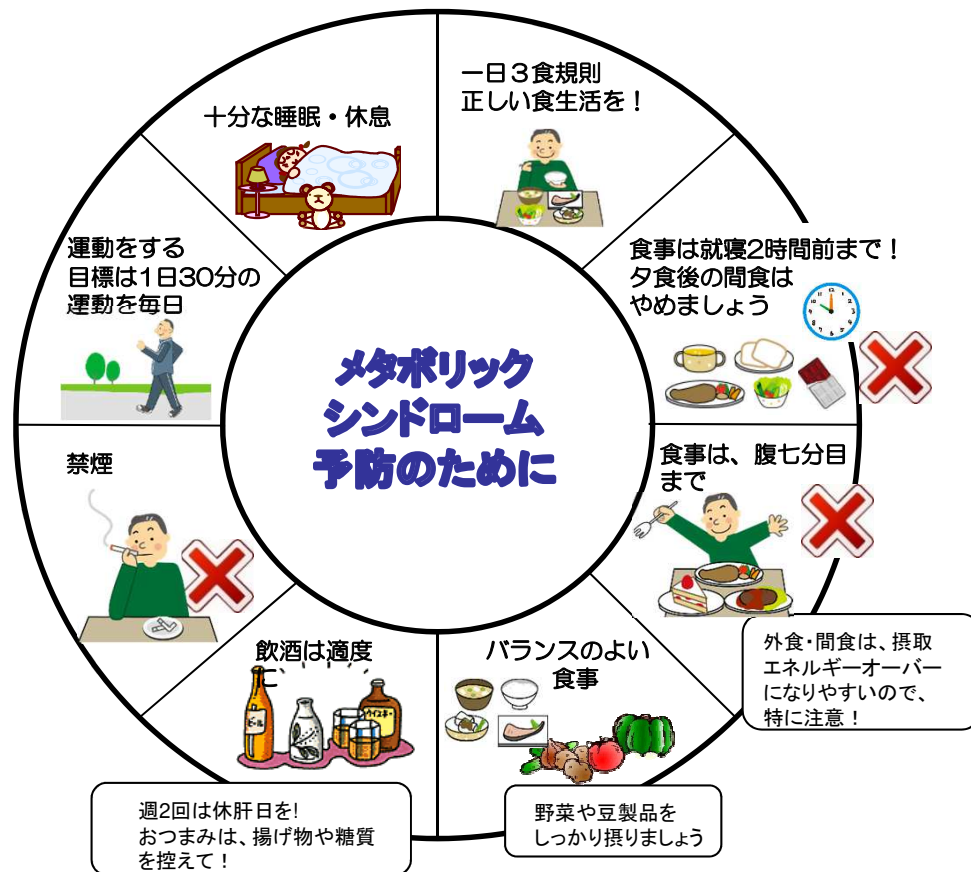 一日３食規則
正しい食生活を！
十分な睡眠・休息
食事は就寝2時間前まで！
夕食後の間食は
やめましょう
運動をする
目標は１日30分の
運動を毎日
メタボリック
シンドローム
予防のために
食事は、腹七分目
まで
禁煙
外食・間食は、摂取
エネルギーオーバー
になりやすいので、
特に注意！
バランスのよい
食事
飲酒は適度
に
ビール
ウイスキー
週2回は休肝日を!
おつまみは、揚げ物や糖質
を控えて！
野菜や豆製品を
しっかり摂りましょう